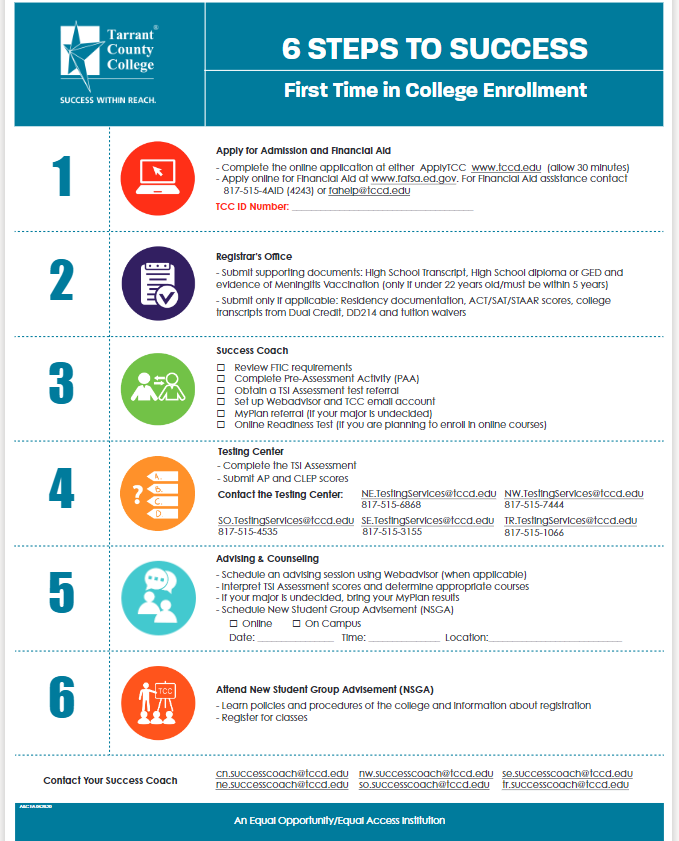 Tarrant®
County
College
SUCCESS WITHIN REACH.
6 STEPS TO SUCCESS
First Time in College Enrollment
1
Apply for Admission and Financial Aid
- Complete the online application at either ApplyTCC www.tccd.edu (allow 30 minutes)
- Apply online for Financial Aid at www.fafsa.ed.gov. For Financial Aid assistance contact
817-515-4AID (4243) or fahelp@tccd.edu
TCC ID Number:
2
Registrar's Office
- Submit supporting documents: High School Transcript, High School diploma or GED and
evidence of Meningitis Vaccination (only if under 22 years old/must be within 5 years)
- Submit only if applicable: Residency documentation, ACT/SAT/STAAR scores, college
transcripts from Dual Credit, DD214 and tuition waivers
3
Success Coach
☐ Review FTIC requirements
☐ Complete Pre-Assessment Activity (PAA)
☐ Obtain a TSI Assessment test referral
☐ Set up Webadvisor and TCC email account
☐ MyPlan referral (if your major is undecided)
☐ Online Readiness Test (if you are planning to enroll in online courses)
4
?
A.
B.
C.
D
Testing Center
- Complete the TSI Assessment
- Submit AP and CLEP scores
Contact the Testing Center: NE.TestingServices@tccd.edu NW.TestingServices@tccd.edu
817-515-6868 817-515-7444
SO.TestingServices@tccd.edu SE.TestingServices@tccd.edu TR.TestingServices@tccd.edu
817-515-4535 817-515-3155 817-515-1066
5
Advising & Counseling
- Schedule an advising session using Webadvisor (when applicable)
- Interpret TSI Assessment scores and determine appropriate courses
- If your major is undecided, bring your MyPlan results
- Schedule New Student Group Advisement (NSGA)
☐ Online ☐ On Campus
Date: ______________ Time: _____________ Location:________________________
6
TCC
Attend New Student Group Advisement (NSGA)
- Learn policies and procedures of the college and information about registration
- Register for classes
Contact Your Success Coach
cn.successcoach@tccd.edu nw.successcoach@tccd.edu se.successcoach@tccd.edu
ne.successcoach@tccd.edu so.successcoach@tccd.edu tr.successcoach@tccd.edu
An Equal Opportunity/Equal Access Institution